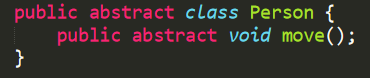 public abstract class Person {
    public abstract void move();
}